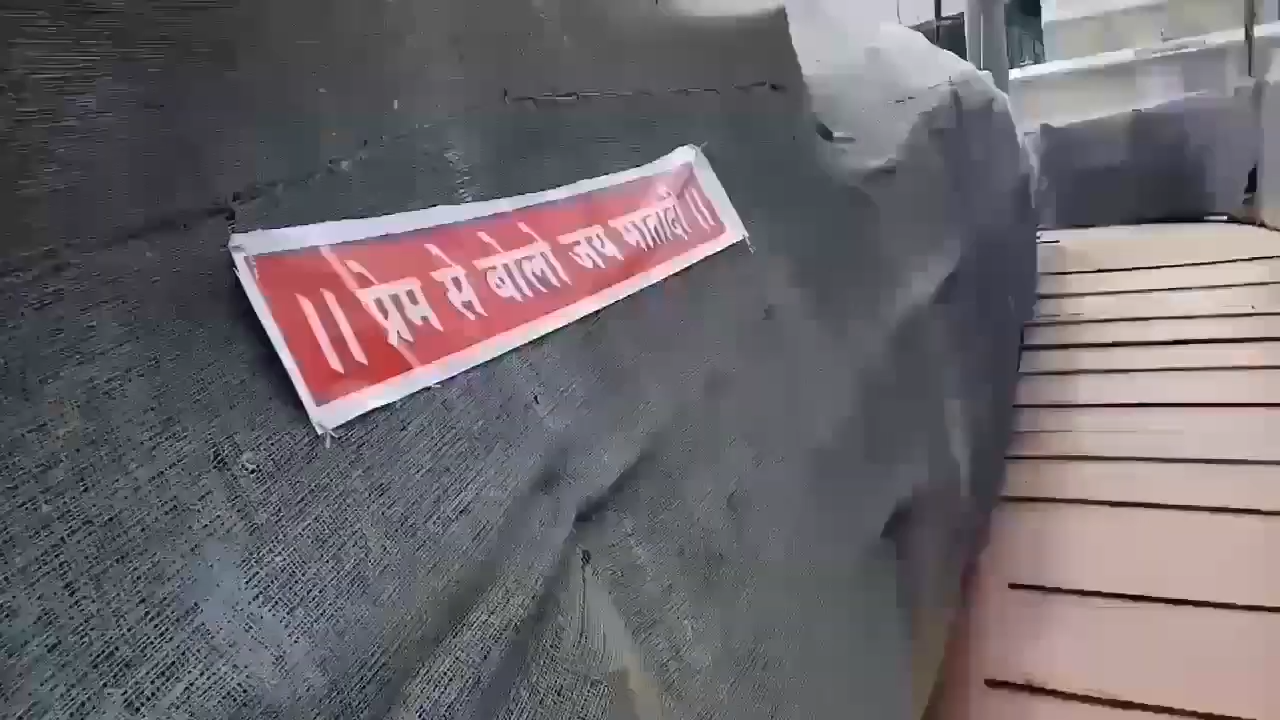 || प्रेम से बोलो जय मातादी ||